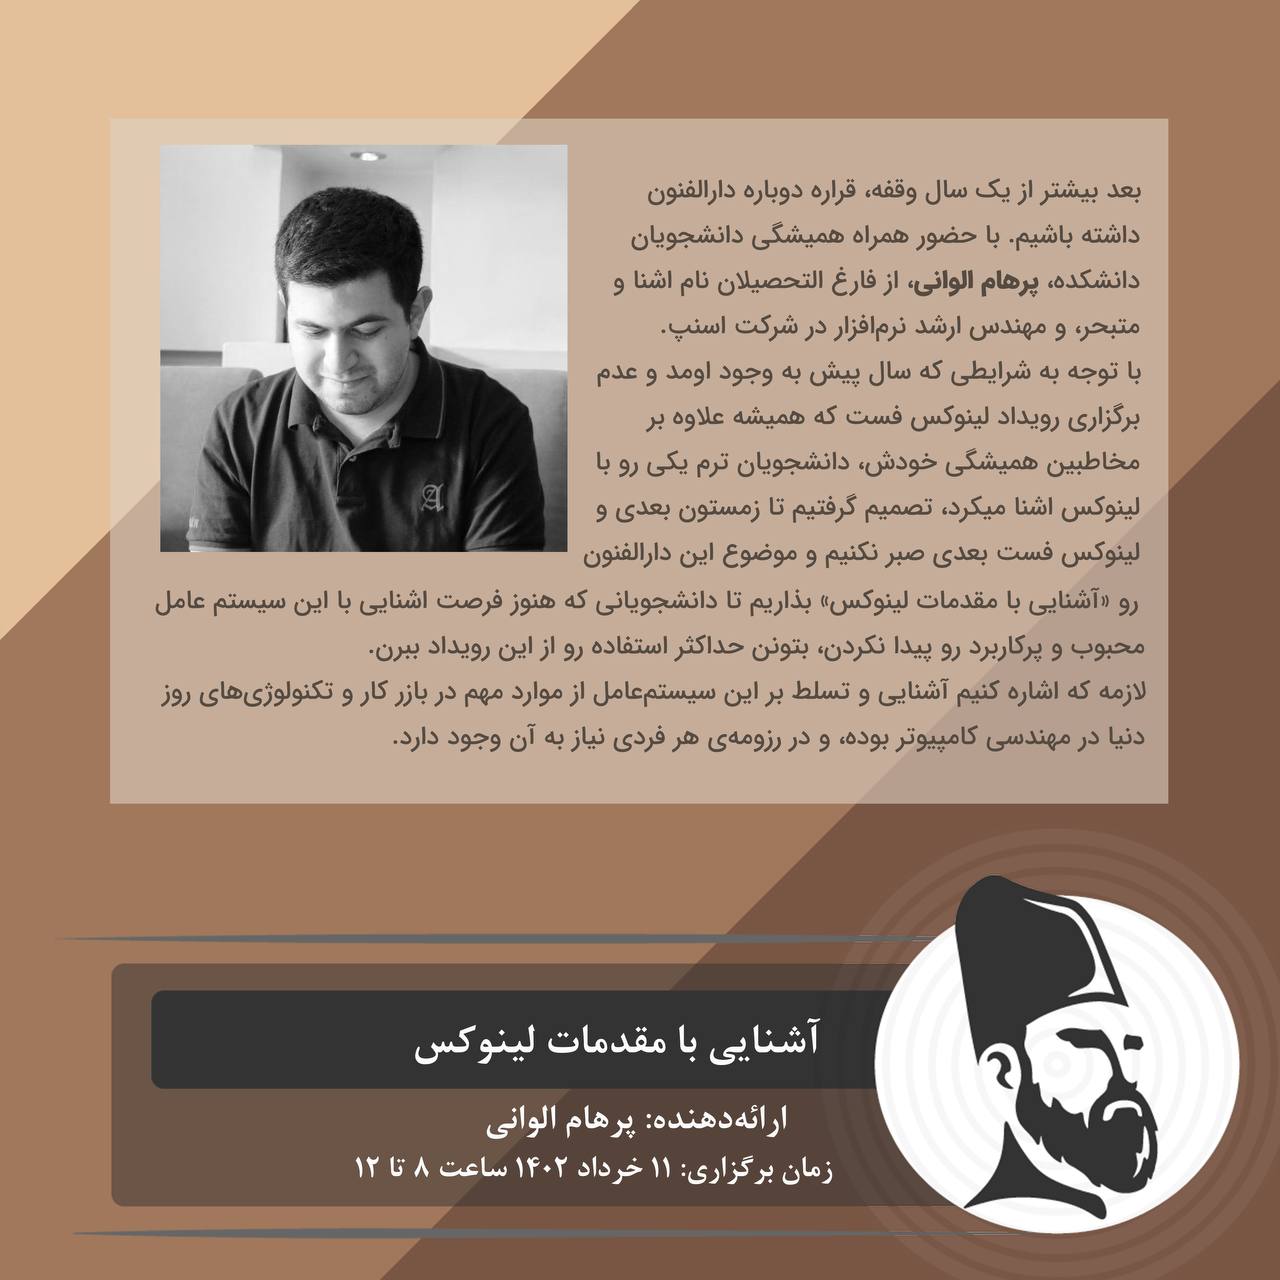 بعد بیشتر از یک سال وقفه، قراره دوباره دارالفنون
داشته باشیم. با حضور همراه همیشگی دانشجویان
دانشکده، پرهام الوانی، از فارغ التحصیلان نام اشنا و
متبحر، و مهندس ارشد نرم‌افزار در شرکت اسنپ.
با توجه به شرایطی که سال پیش به وجود اومد و عدم
برگزاری رویداد لینوکس فست که همیشه علاوه بر
مخاطبین همیشگی خودش، دانشجویان ترم یکی رو با
لینوکس اشنا میکرد، تصمیم گرفتیم تا زمستون بعدی و
لینوکس فست بعدی صبر نکنیم و موضوع این دارالفنون
رو «آشنایی با مقدمات لینوکس» بذاریم تا دانشجویانی که هنوز فرصت اشنایی با این سیستم عامل
محبوب و پرکاربرد رو پیدا نکردن، بتونن حداکثر استفاده رو از این رویداد ببرن.
لازمه که اشاره کنیم آشنایی و تسلط بر این سیستم‌عامل از موارد مهم در بازر کار و تکنولوژی‌های روز
دنیا در مهندسی کامپیوتر بوده، و در رزومه‌ی هر فردی نیاز به آن وجود دارد.
آشنایی با مقدمات لینوکس
ارائه‌دهنده: پرهام الوانی
زمان برگزاری: ۱۱ خرداد ۱۴۰۲ ساعت ۸ تا ۱۲